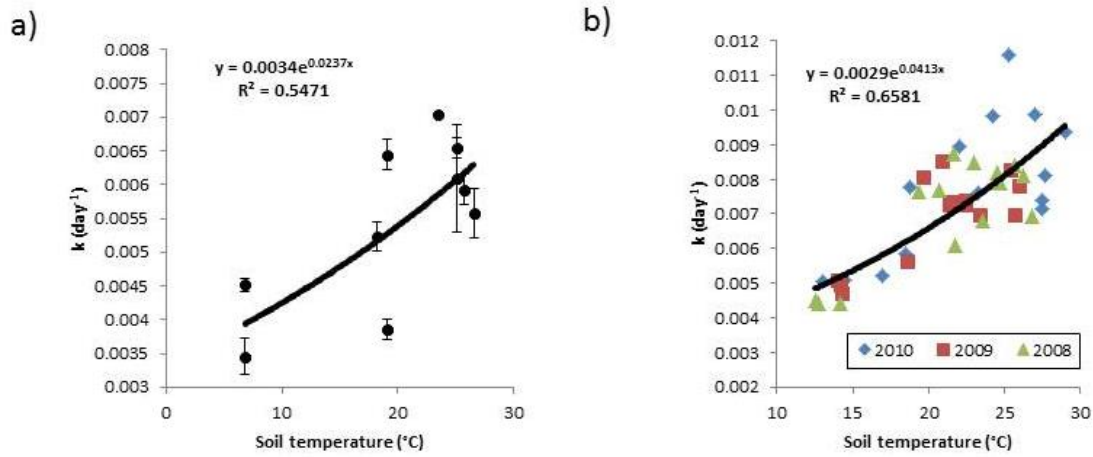 a)
y = 0.0034e^0.0237x
R² = 0.5471
k (day⁻¹)
0.008
0.0075
0.007
0.0065
0.006
0.0055
0.005
0.0045
0.004
0.0035
0.003
0 10 20 30
Soil temperature (°C)
b)
y = 0.0029e^0.0413x
R² = 0.6581
k (day⁻¹)
0.012
0.011
0.010
0.009
0.008
0.007
0.006
0.005
0.004
0.003
0.002
2010 2009 2008
10 15 20 25 30
Soil temperature (°C)